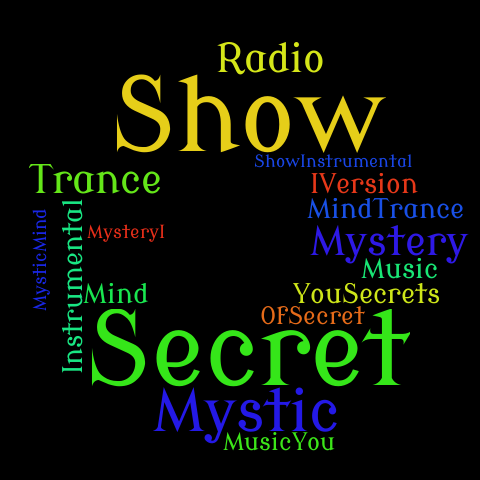 Radio
Show
ShowInstrumental
Trance
IVersion
MindTrance
MysticMind
Instrumental
MysteryI
Mystery
Music
Mind
YouSecrets
OfSecret
Secret
Mystic
MusicYou